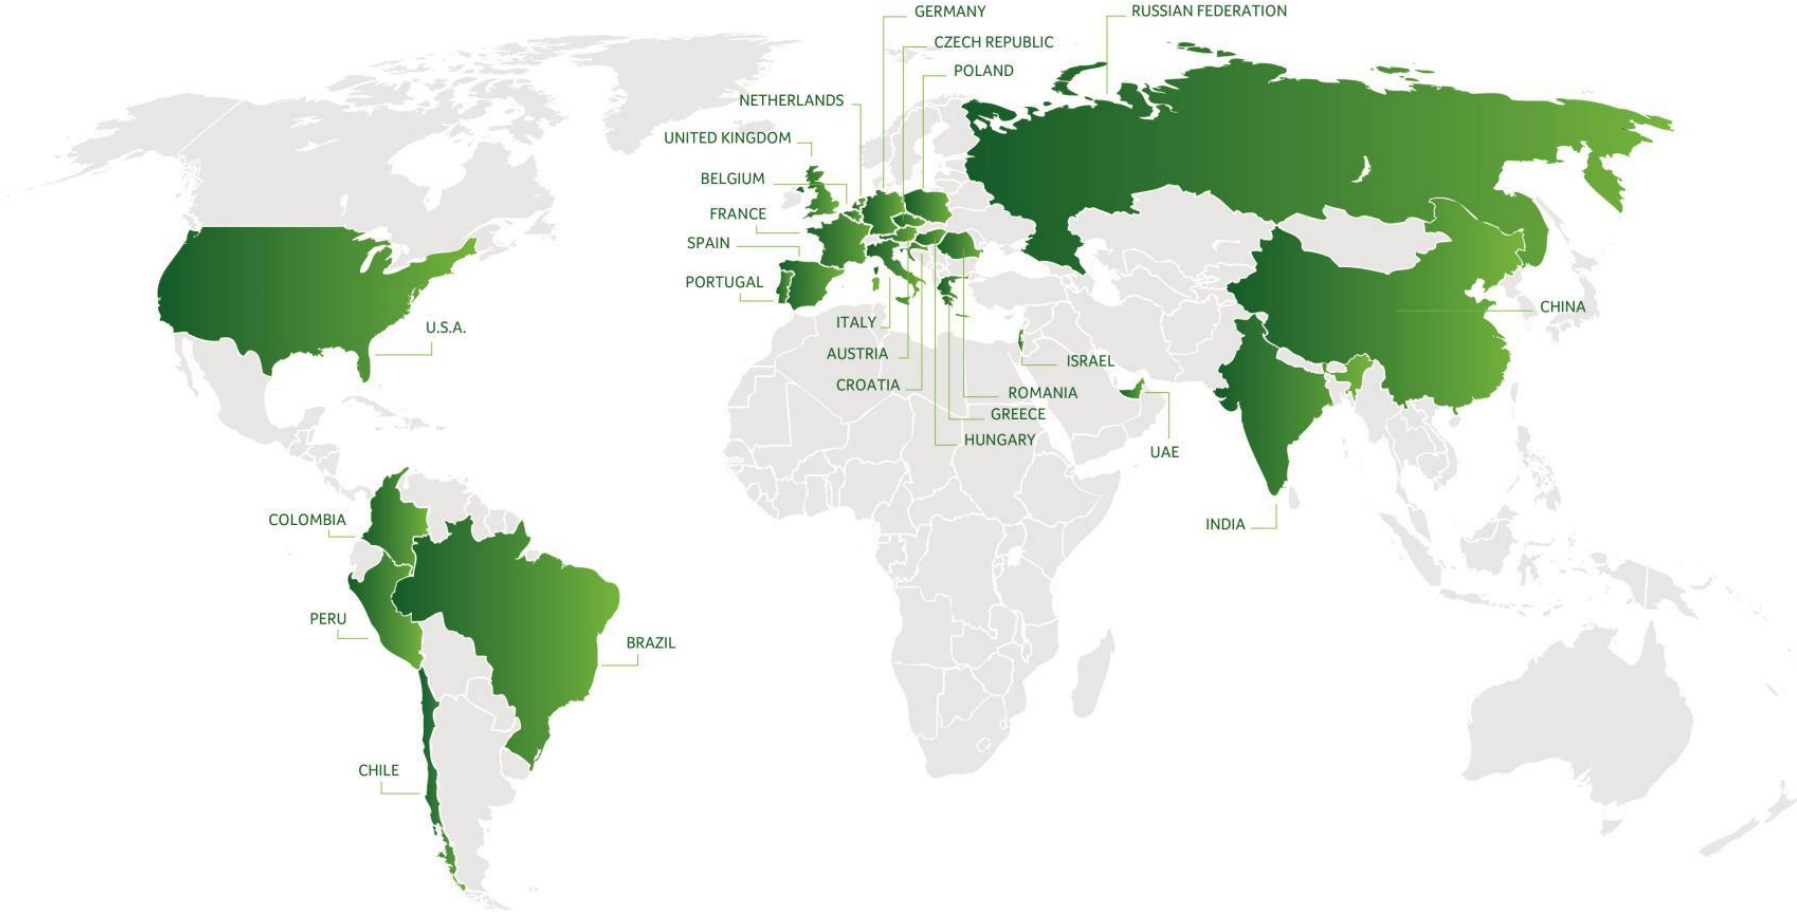 GERMANY
RUSSIAN FEDERATION
CZECH REPUBLIC
POLAND
NETHERLANDS
UNITED KINGDOM
BELGIUM
FRANCE
SPAIN
PORTUGAL
CHINA
ITALY
U.S.A.
AUSTRIA
ISRAEL
CROATIA
ROMANIA
GREECE
HUNGARY
UAE
COLOMBIA
INDIA
PERU
BRAZIL
CHILE